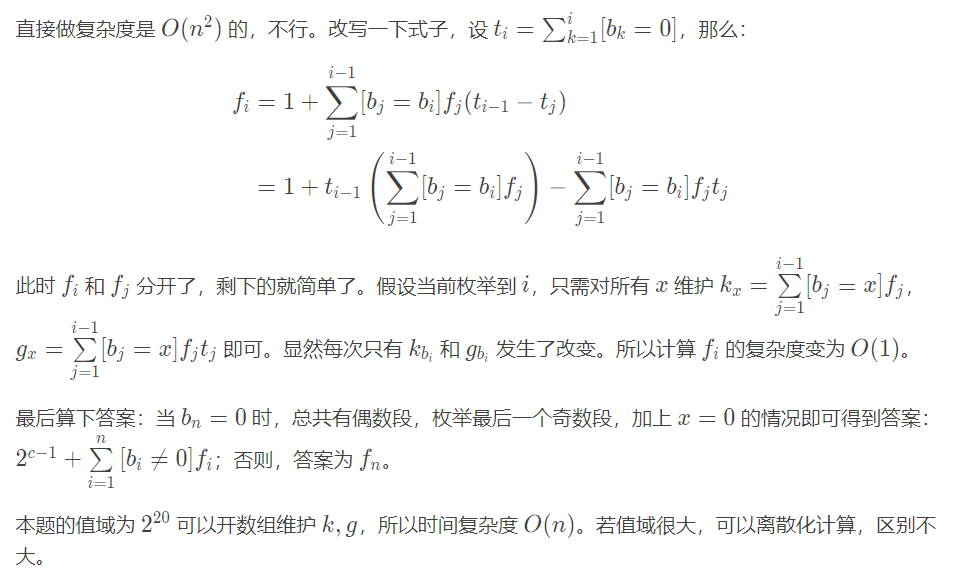 直接做复杂度是 $O(n^2)$ 的，不行。改写一下式子，设 $t_i = \sum_{k=1}^{i}[b_k = 0]$，那么：
$f_i = 1 + \sum_{j=1}^{i-1}[b_j = b_i]f_j(t_{i-1} - t_j)$
$= 1 + t_{i-1}\left(\sum_{j=1}^{i-1}[b_j = b_i]f_j\right) - \sum_{j=1}^{i-1}[b_j = b_i]f_jt_j$
此时 $f_i$ 和 $f_j$ 分开了，剩下的就简单了。假设当前枚举到 $i$，只需对所有 $x$ 维护 $k_x = \sum_{j=1}^{i-1}[b_j = x]f_j$，
$g_x = \sum_{j=1}^{i-1}[b_j = x]f_jt_j$ 即可。显然每次只有 $k_{b_i}$ 和 $g_{b_i}$ 发生了改变。所以计算 $f_i$ 的复杂度变为 $O(1)$。
最后算下答案：当 $b_n = 0$ 时，总共有偶数段，枚举最后一个奇数段，加上 $x = 0$ 的情况即可得到答案：
$2^{c-1} + \sum_{i=1}^{n}[b_i \neq 0]f_i$；否则，答案为 $f_n$。
本题的值域为 $2^{20}$ 可以开数组维护 $k, g$，所以时间复杂度 $O(n)$。若值域很大，可以离散化计算，区别不
大。